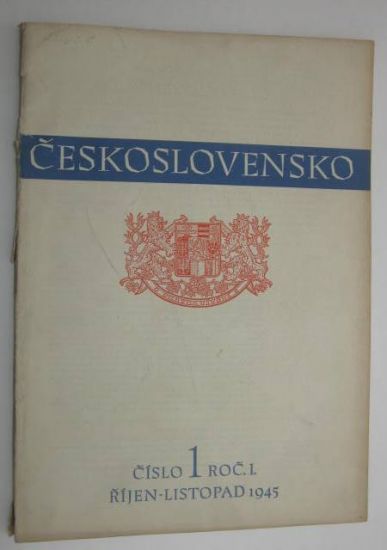 ČESKOSLOVENSKO
ČÍSLO 1 ROČ. I.
ŘÍJEN-LISTOPAD 1945